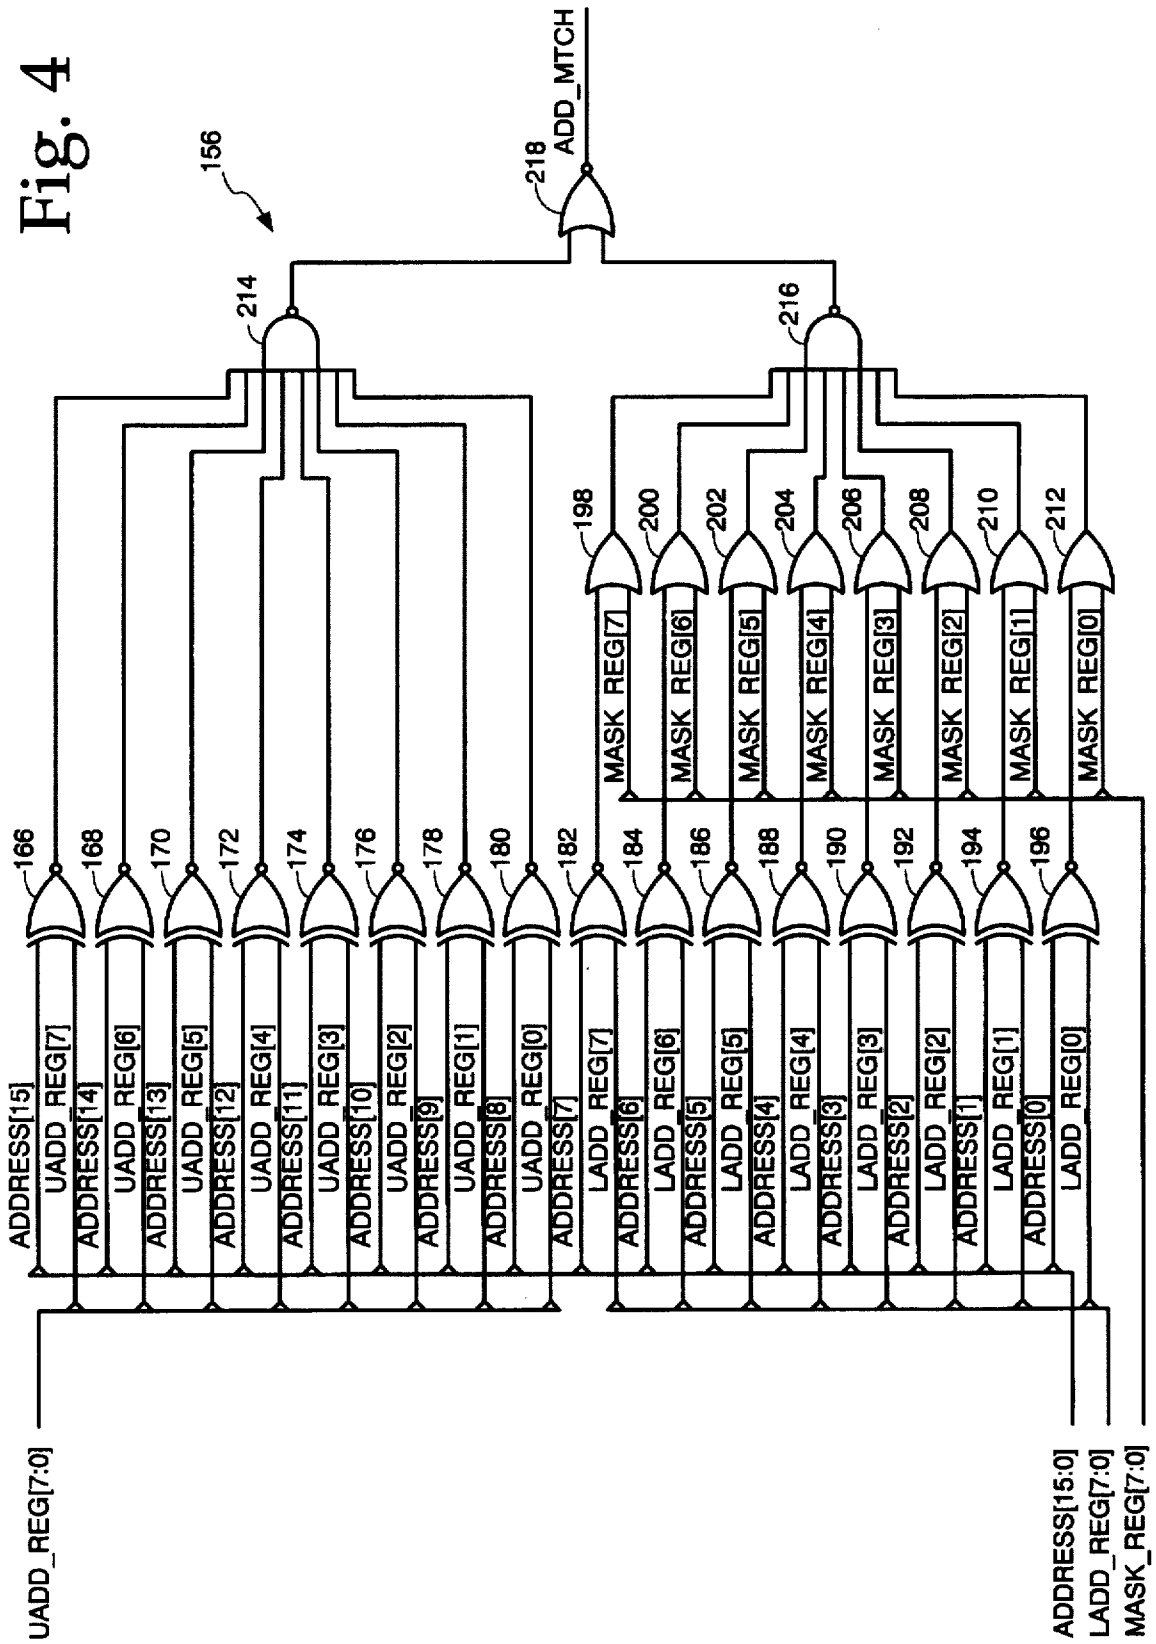 Fig. 4
156
UADD_REG[7:0]
ADDRESS[15:0]
LADD_REG[7:0]
MASK_REG[7:0]
ADDRESS[15]
UADD_REG[7]
ADDRESS[14]
UADD_REG[6]
ADDRESS[13]
UADD_REG[5]
ADDRESS[12]
UADD_REG[4]
ADDRESS[11]
UADD_REG[3]
ADDRESS[10]
UADD_REG[2]
ADDRESS[9]
UADD_REG[1]
ADDRESS[8]
UADD_REG[0]
ADDRESS[7]
LADD_REG[7]
ADDRESS[6]
LADD_REG[6]
ADDRESS[5]
LADD_REG[5]
ADDRESS[4]
LADD_REG[4]
ADDRESS[3]
LADD_REG[3]
ADDRESS[2]
LADD_REG[2]
ADDRESS[1]
LADD_REG[1]
ADDRESS[0]
LADD_REG[0]
166
168
170
172
174
176
178
180
182
184
186
188
190
192
194
196
MASK_REG[7]
MASK_REG[6]
MASK_REG[5]
MASK_REG[4]
MASK_REG[3]
MASK_REG[2]
MASK_REG[1]
MASK_REG[0]
198
200
202
204
206
208
210
212
214
216
218
ADD_MTCH